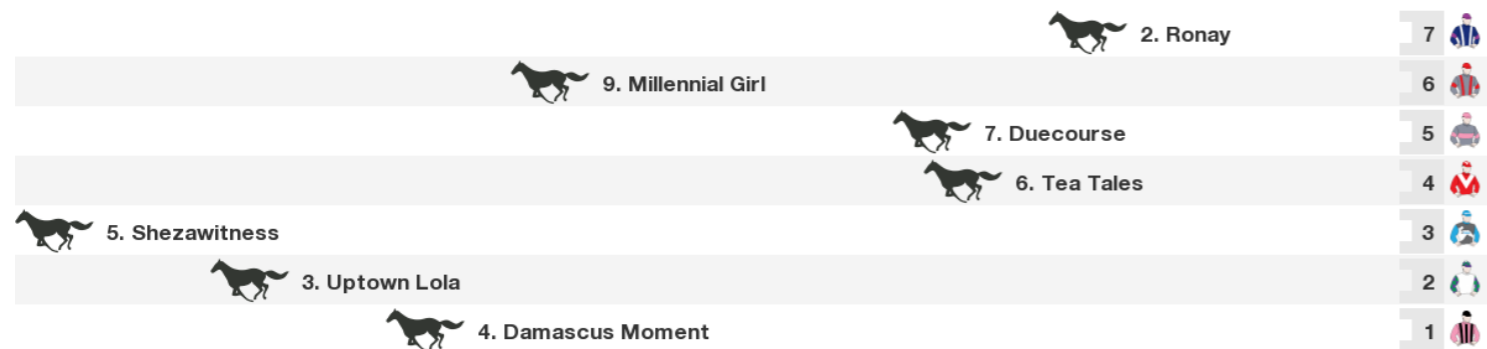 2. Ronay 7
9. Millennial Girl 6
7. Duecourse 5
6. Tea Tales 4
5. Shezawitness 3
3. Uptown Lola 2
4. Damascus Moment 1